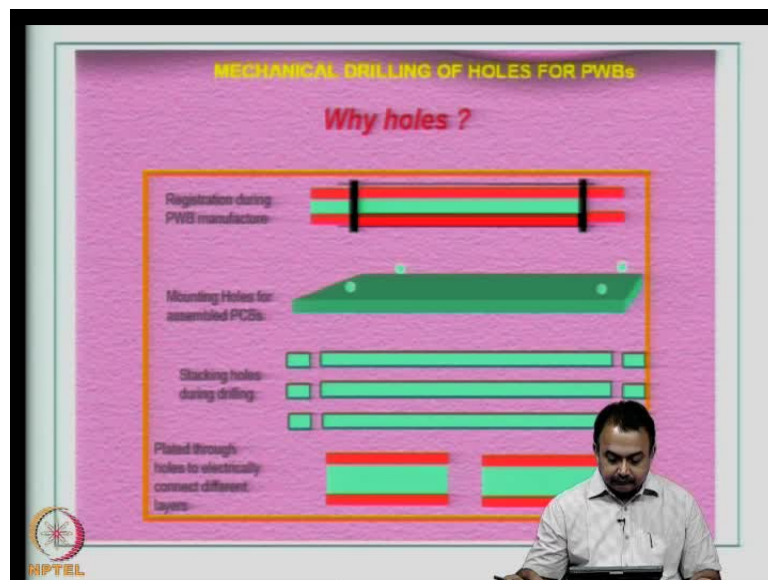 MECHANICAL DRILLING OF HOLES FOR PWBs
Why holes ?
Registration during
PWB manufacture
Mounting Holes for
assembled PCBs
Stacking holes
during drilling
Plated through
holes to electrically
connect different
layers
NPTEL